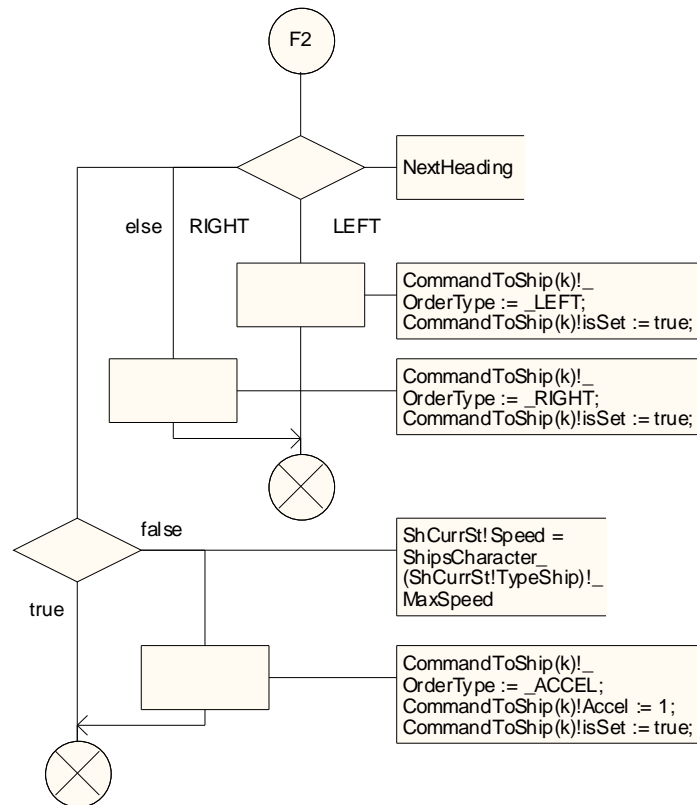 F2
NextHeading
else
RIGHT
LEFT
CommandToShip(k)!_
OrderType := _LEFT;
CommandToShip(k)!isSet := true;
CommandToShip(k)!_
OrderType := _RIGHT;
CommandToShip(k)!isSet := true;
false
true
ShCurrSt!Speed =
ShipsCharacter_
(ShCurrSt!TypeShip)!_
MaxSpeed
CommandToShip(k)!_
OrderType := _ACCEL;
CommandToShip(k)!Accel := 1;
CommandToShip(k)!isSet := true;